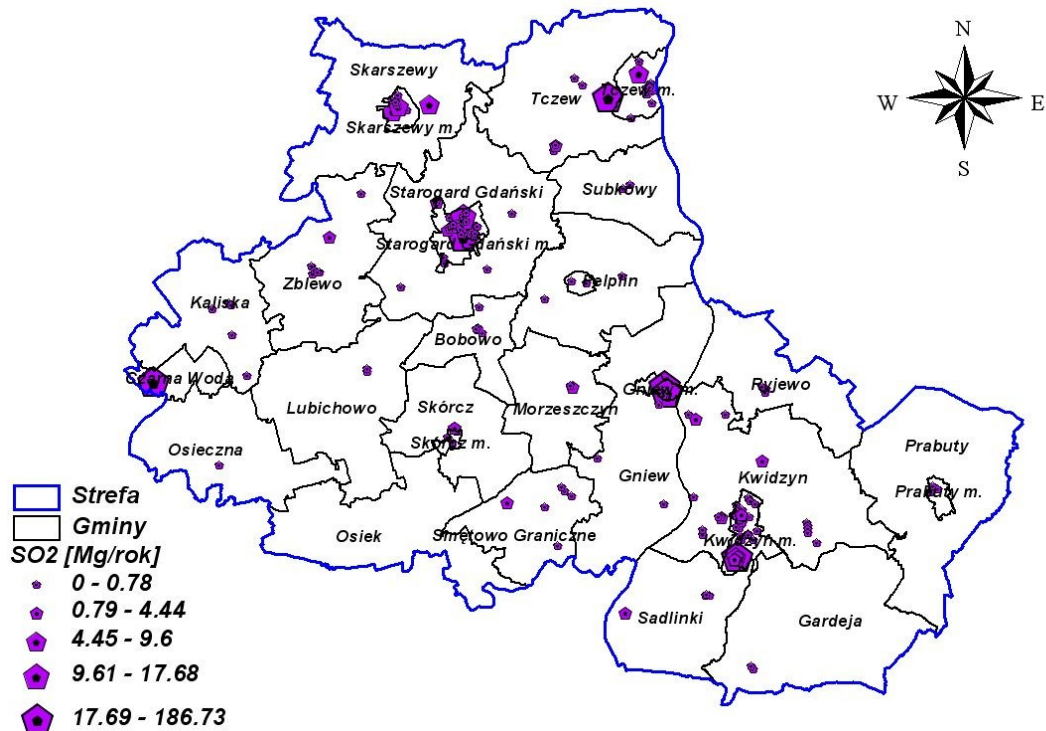 N
Skarszewy
Tczew
Tczew m.
W
E
Skarszewy m.
S
Starogard Gdański
Subkowy
Starogard Gdański m.
Zblewo
Pelplin
Kaliska
Bobowo
Czarna Woda
Gniew m.
Ryjewo
Lubichowo
Skórcz
Morzeszczyn
Skórcz m.
Osieczna
Prabuty
Gniew
Kwidzyn
Prabuty m.
Strefa
Gminy
Osiek
Smętowo Graniczne
Kwidzyn m.
SO2 [Mg/rok]
0 - 0.78
0.79 - 4.44
Sadlinki
Gardeja
4.45 - 9.6
9.61 - 17.68
17.69 - 186.73